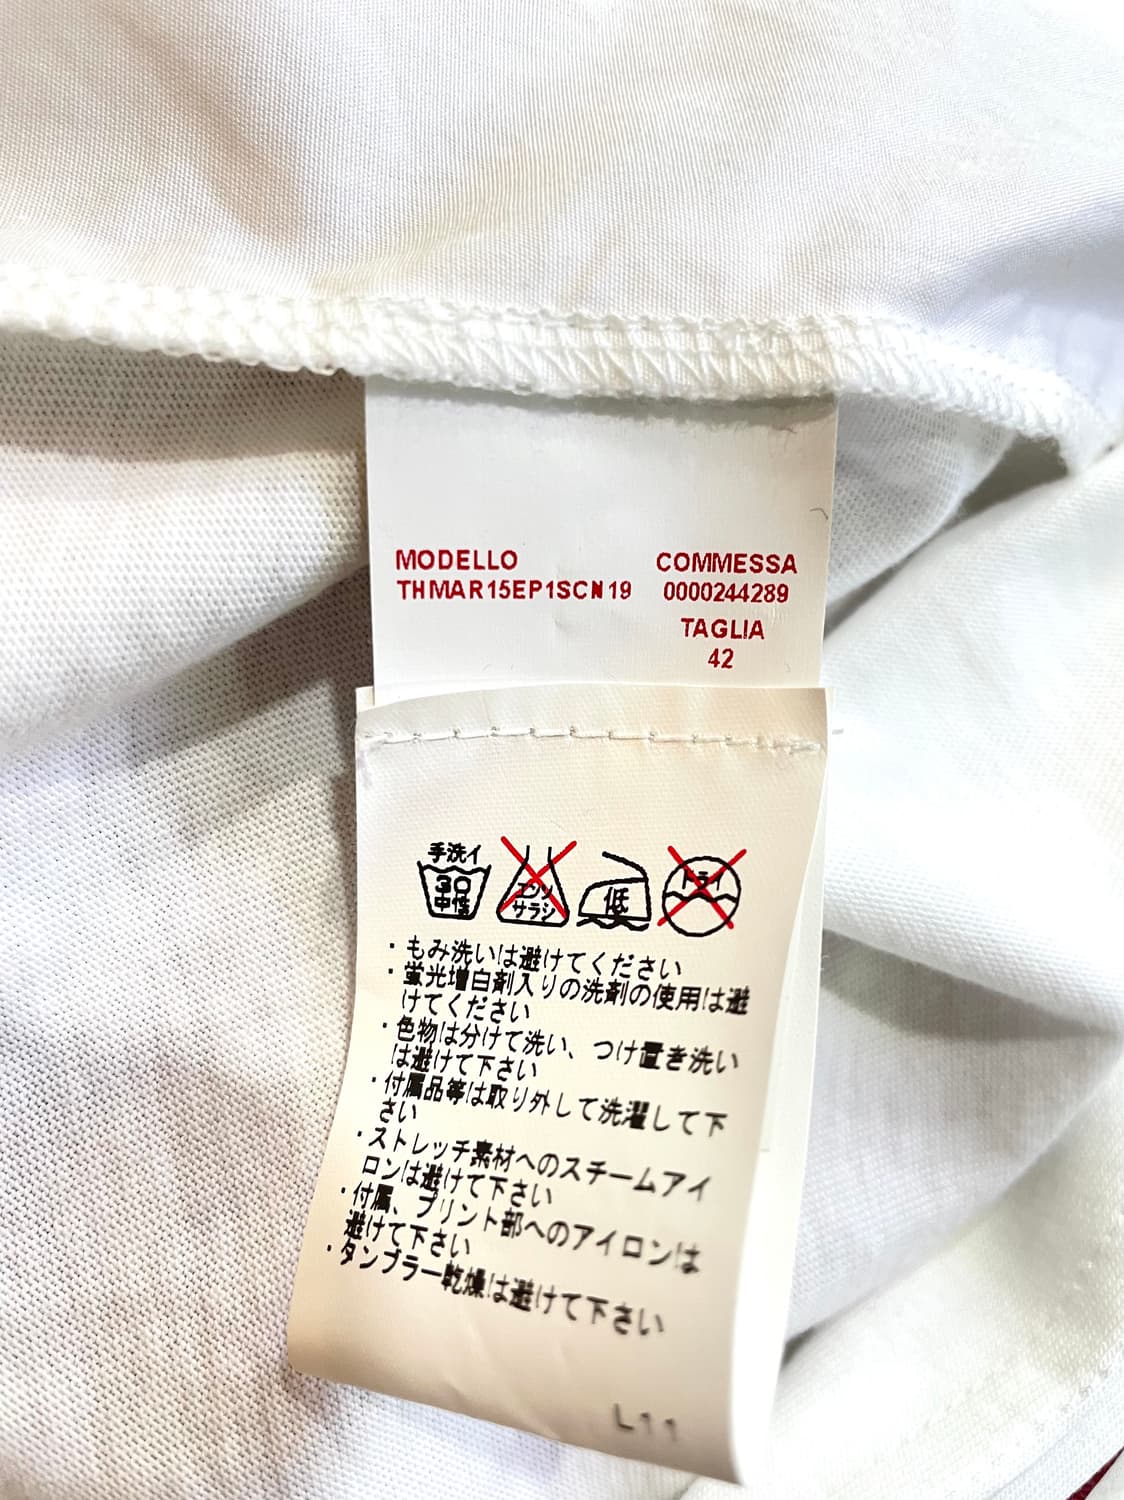 MODELLO
THMAR15EP1SCN19
COMMESSA
0000244289
TAGLIA
42
手洗イ
30
中性
エンソ
サラシ
低
ドライ
・もみ洗いは避けてください
・蛍光増白剤入りの洗剤の使用は避
けてください
・色物は分けて洗い、つけ置き洗い
は避けて下さい
・付属品等は取り外して洗濯して下
さい
・ストレッチ素材へのスチームアイ
ロンは避けて下さい
・付属、プリント部へのアイロンは
避けて下さい
・タンブラー乾燥は避けて下さい
L11